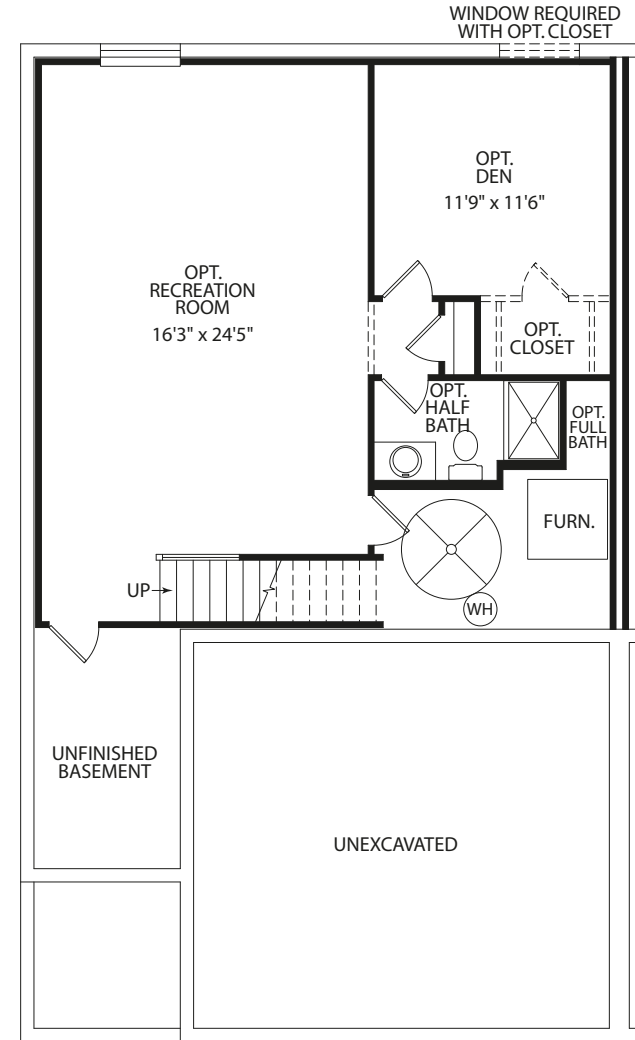 WINDOW REQUIRED
WITH OPT. CLOSET
OPT.
DEN
11'9" x 11'6"
OPT.
RECREATION
ROOM
16'3" x 24'5"
OPT.
CLOSET
OPT.
HALF
BATH
OPT.
FULL
BATH
FURN.
UP
WH
UNFINISHED
BASEMENT
UNEXCAVATED